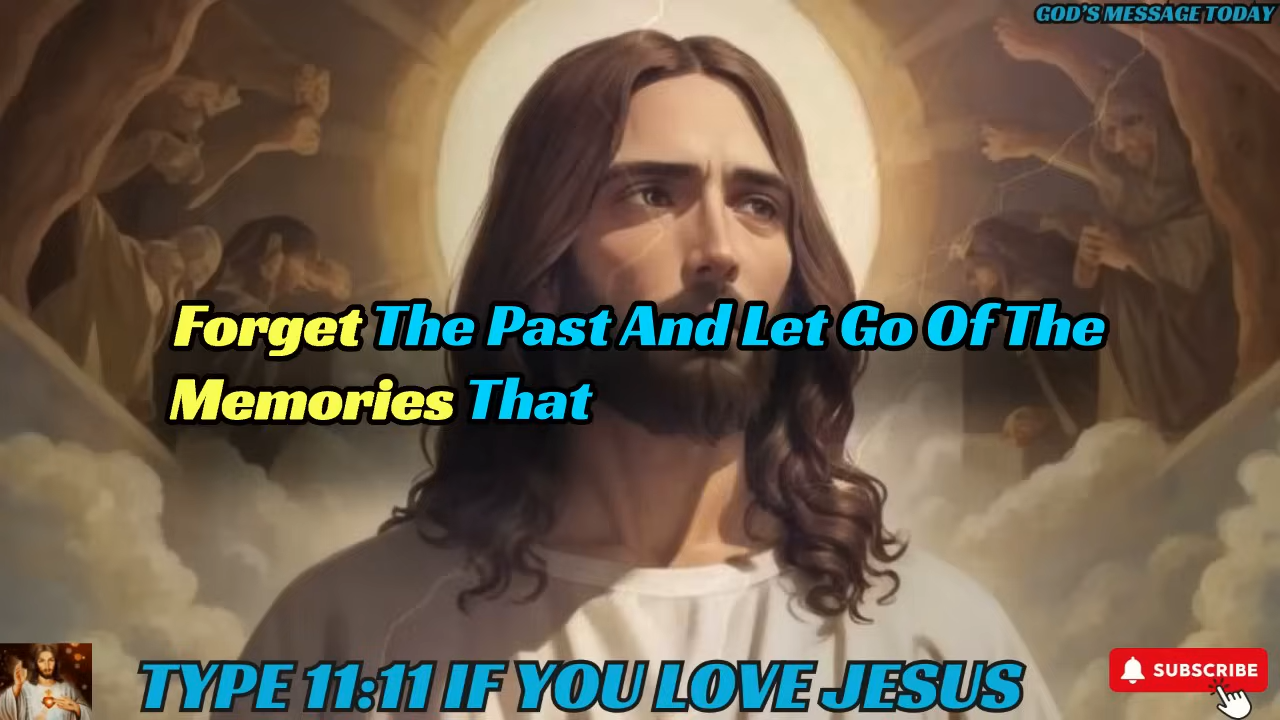 GOD'S MESSAGE TODAY
Forget The Past And Let Go Of The
Memories That
TYPE 11:11 IF YOU LOVE JESUS
SUBSCRIBE